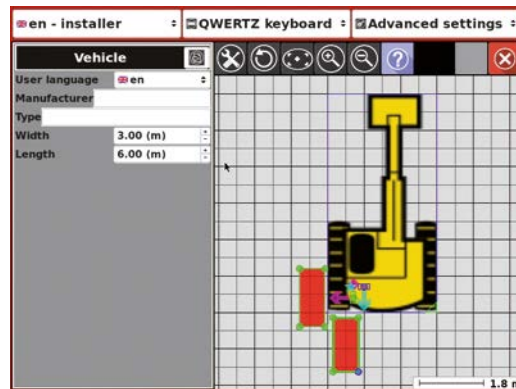 en - installer
QWERTZ keyboard
Advanced settings
Vehicle
User language en
Manufacturer
Type
Width 3.00 (m)
Length 6.00 (m)
?
1.8 m